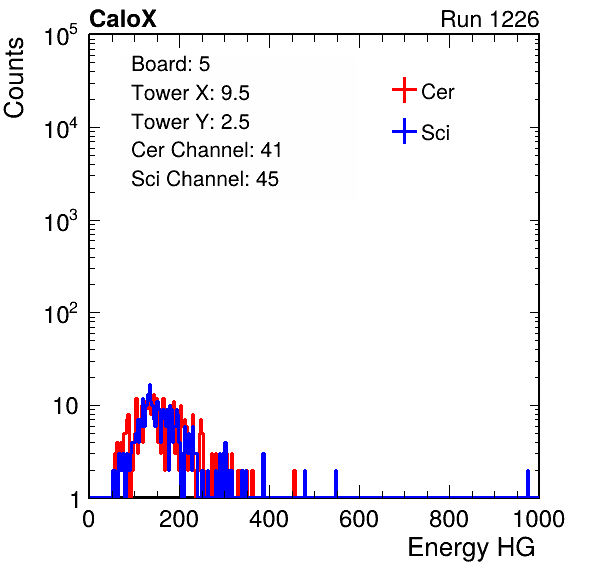 CaloX Run 1226
Counts
10^5
10^4
10^3
10^2
10
1
Board: 5
Tower X: 9.5
Tower Y: 2.5
Cer Channel: 41
Sci Channel: 45
Cer
Sci
0 200 400 600 800 1000
Energy HG